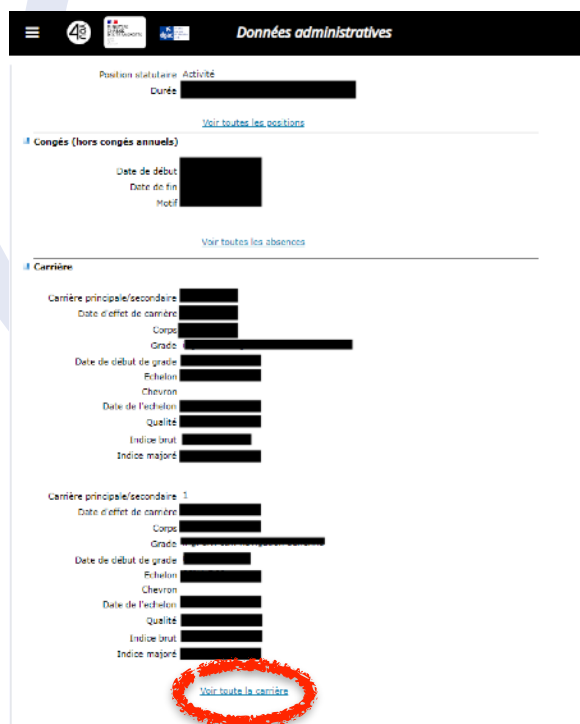 Données administratives
Position statutaire Activité
Durée
Voir toutes les positions
Congés (hors congés annuels)
Date de début
Date de fin
Motif
Voir toutes les absences
Carrière
Carrière principale/secondaire
Date d'effet de carrière
Corps
Grade
Date de début de grade
Echelon
Chevron
Date de l'echelon
Qualité
Indice brut
Indice majoré
Carrière principale/secondaire 1
Date d'effet de carrière
Corps
Grade
Date de début de grade
Echelon
Chevron
Date de l'echelon
Qualité
Indice brut
Indice majoré
Voir toute la carrière